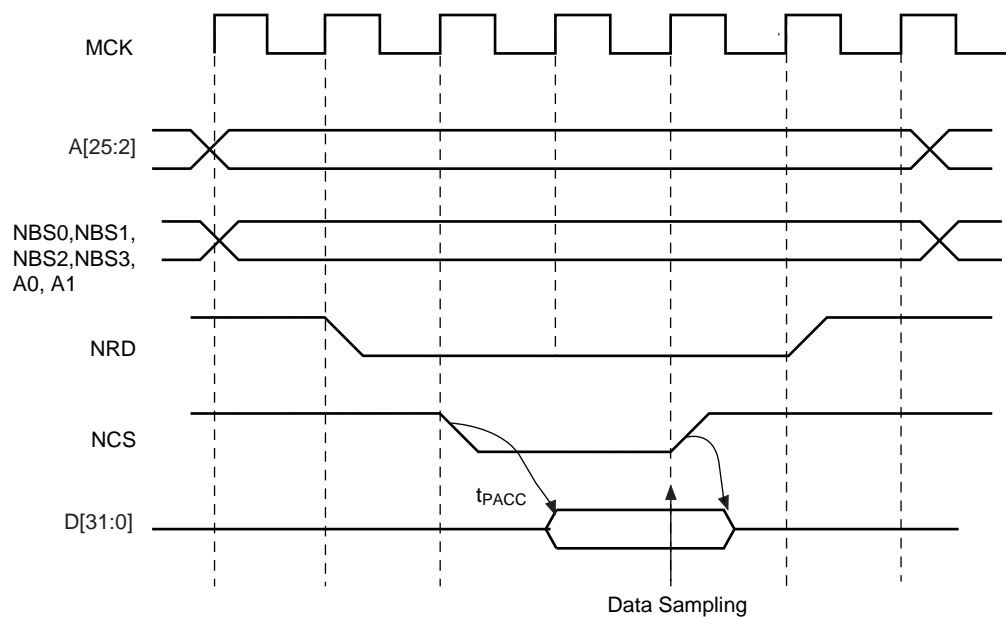 MCK
A[25:2]
NBS0,NBS1,
NBS2,NBS3,
A0, A1
NRD
NCS
tPACC
D[31:0]
Data Sampling